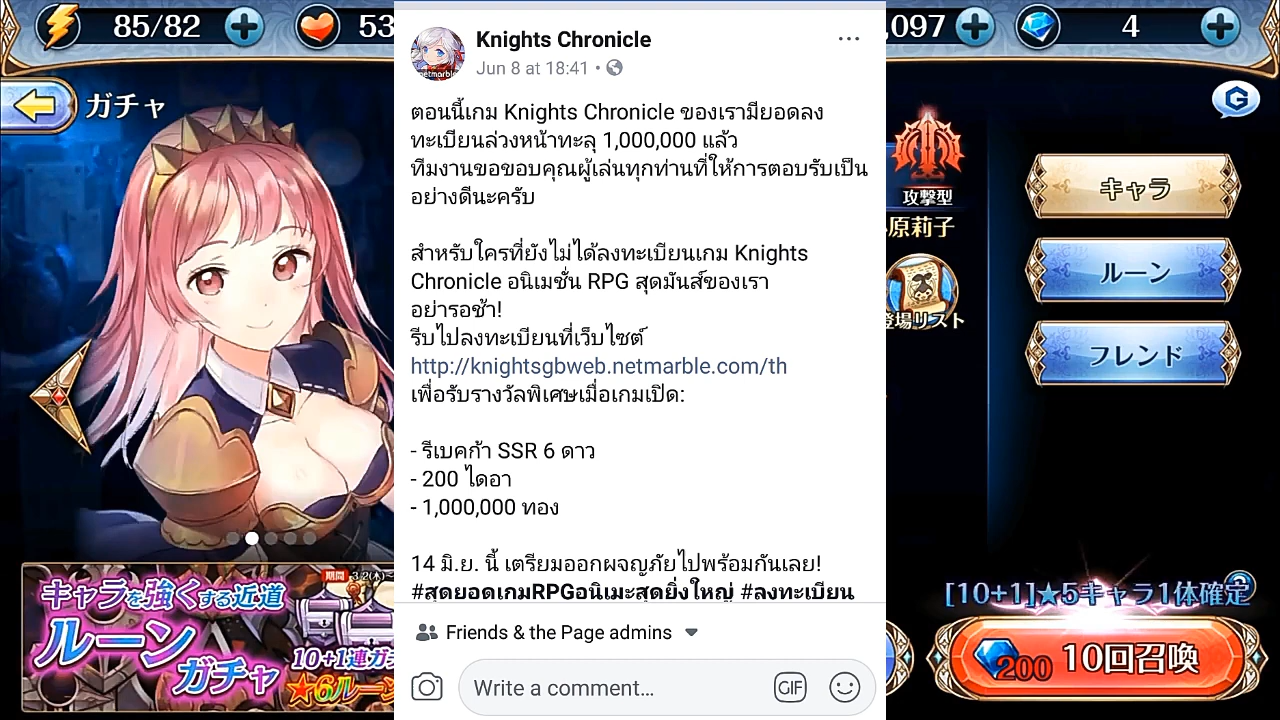 85/82
53
,097
4
ガチャ
Knights Chronicle
netmarble
Jun 8 at 18:41
ตอนนี้เกม Knights Chronicle ของเรามียอดลง
ทะเบียนล่วงหน้าทะลุ 1,000,000 แล้ว
ทีมงานขอขอบคุณผู้เล่นทุกท่านที่ให้การตอบรับเป็น
อย่างดีนะครับ
สำหรับใครที่ยังไม่ได้ลงทะเบียนเกม Knights
Chronicle อนิเมชั่น RPG สุดมันส์ของเรา
อย่ารอช้า!
รีบไปลงทะเบียนที่เว็บไซต์
http://knightsgbweb.netmarble.com/th
เพื่อรับรางวัลพิเศษเมื่อเกมเปิด:
- รีเบคก้า SSR 6 ดาว
- 200 ไดอา
- 1,000,000 ทอง
14 มิ.ย. นี้ เตรียมออกผจญภัยไปพร้อมกันเลย!
#สุดยอดเกมRPGอนิเมะสุดยิ่งใหญ่ #ลงทะเบียน
Friends & the Page admins
Write a comment...
GIF
G
攻撃型
原莉子
登場リスト
キャラ
ルーン
フレンド
[10+1]★5キャラ1体確定
200 10回召喚
期間 3/2(木)~
キャラを強くする近道
ルーン
ガチャ
10+1連ガ
★6ルーン